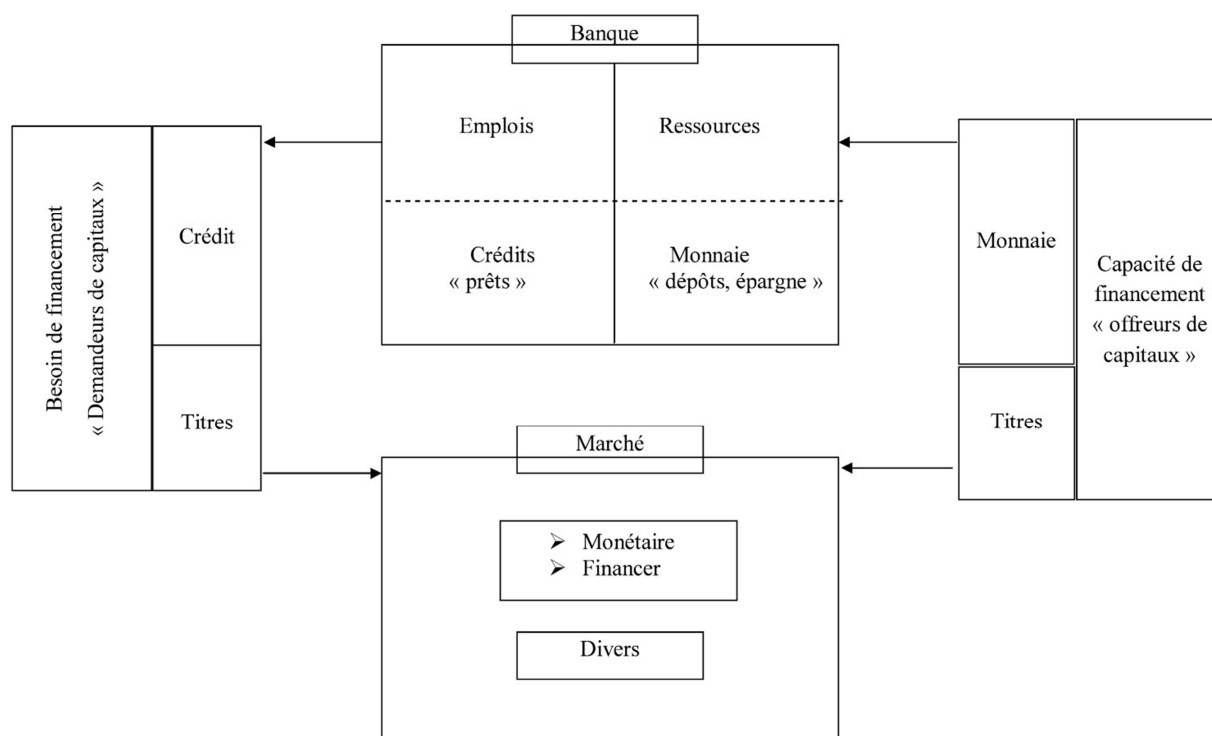 Banque
Emplois
Ressources
Crédits
« prêts »
Monnaie
« dépôts, épargne »
Besoin de financement
« Demandeurs de capitaux »
Crédit
Titres
Monnaie
Titres
Capacité de
financement
« offreurs de
capitaux »
Marché
➢ Monétaire
➢ Financer
Divers